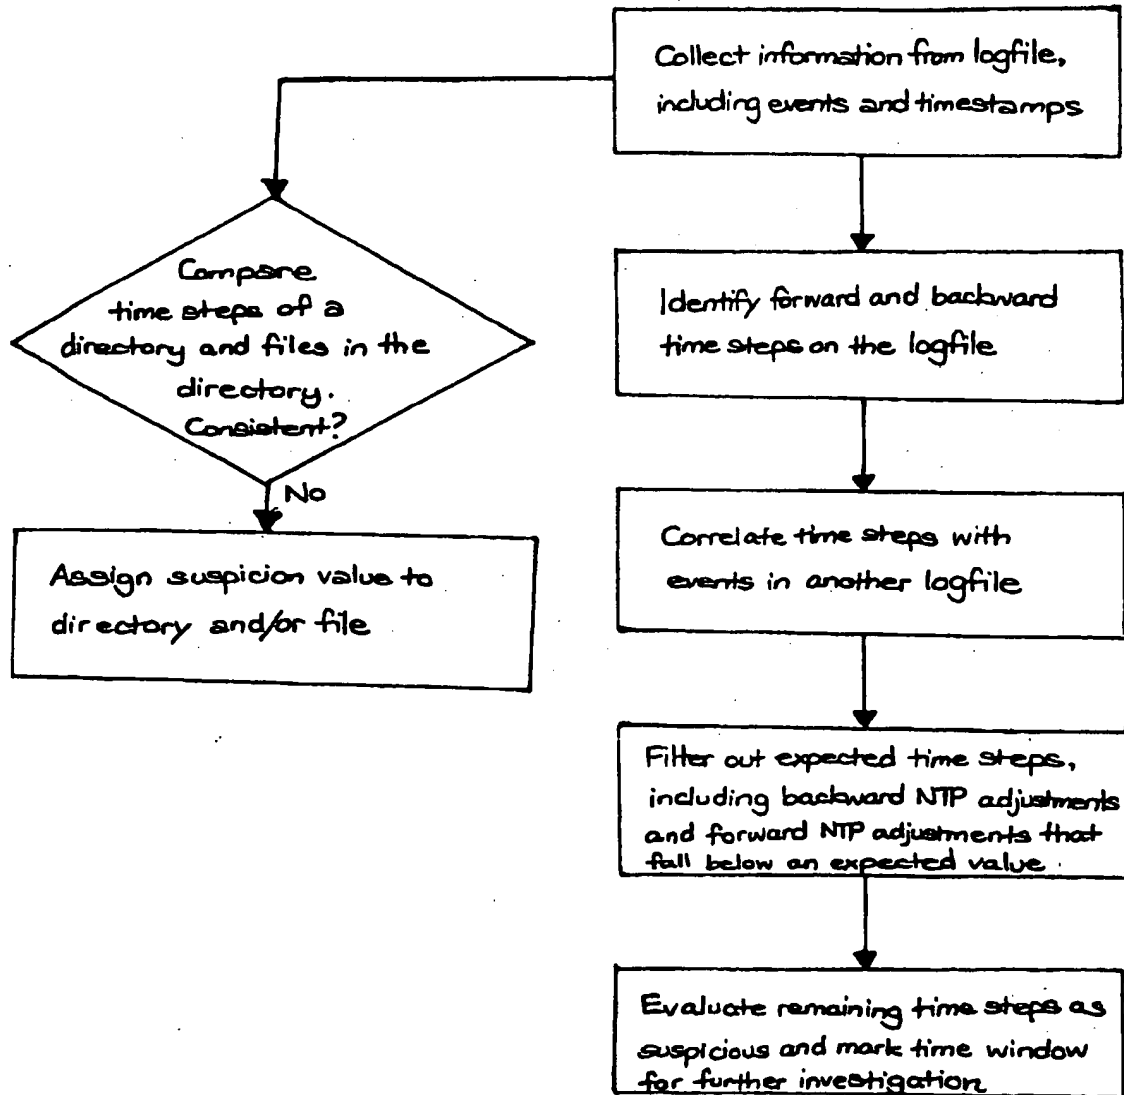 Collect information from logfile,
including events and timestamps
Compare
time steps of a
directory and files in the
directory.
Consistent?
No
Assign suspicion value to
directory and/or file
Identify forward and backward
time steps on the logfile
Correlate time steps with
events in another logfile
Filter out expected time steps,
including backward NTP adjustments
and forward NTP adjustments that
fall below an expected value.
Evaluate remaining time steps as
suspicious and mark time window
for further investigation